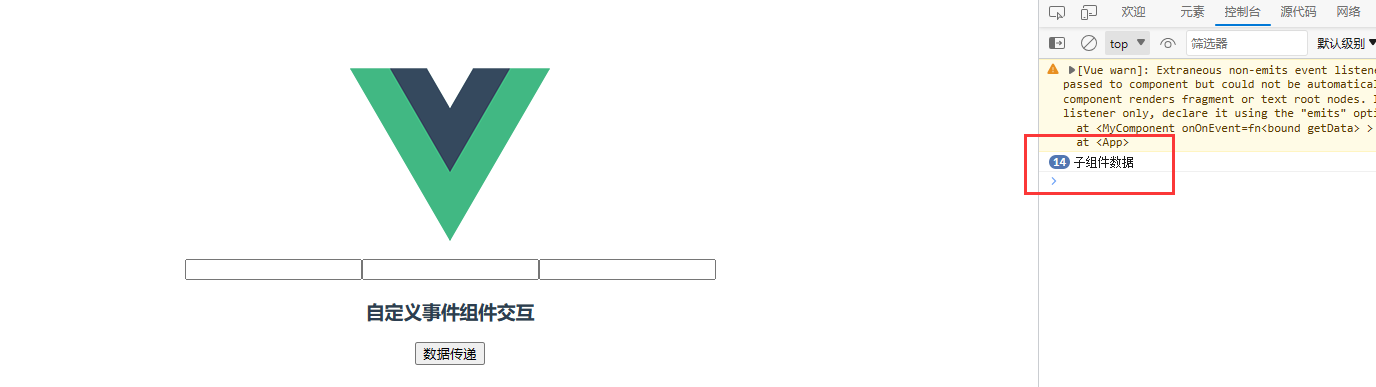 欢迎 元素 控制台 源代码 网络
top 筛选器 默认级别
[Vue warn]: Extraneous non-emits event listene
passed to component but could not be automatical
component renders fragment or text root nodes.
listener only, declare it using the "emits" opti
at <MyComponent onOnEvent=fn<bound getData> >
at <App>
14 子组件数据
自定义事件组件交互
数据传递